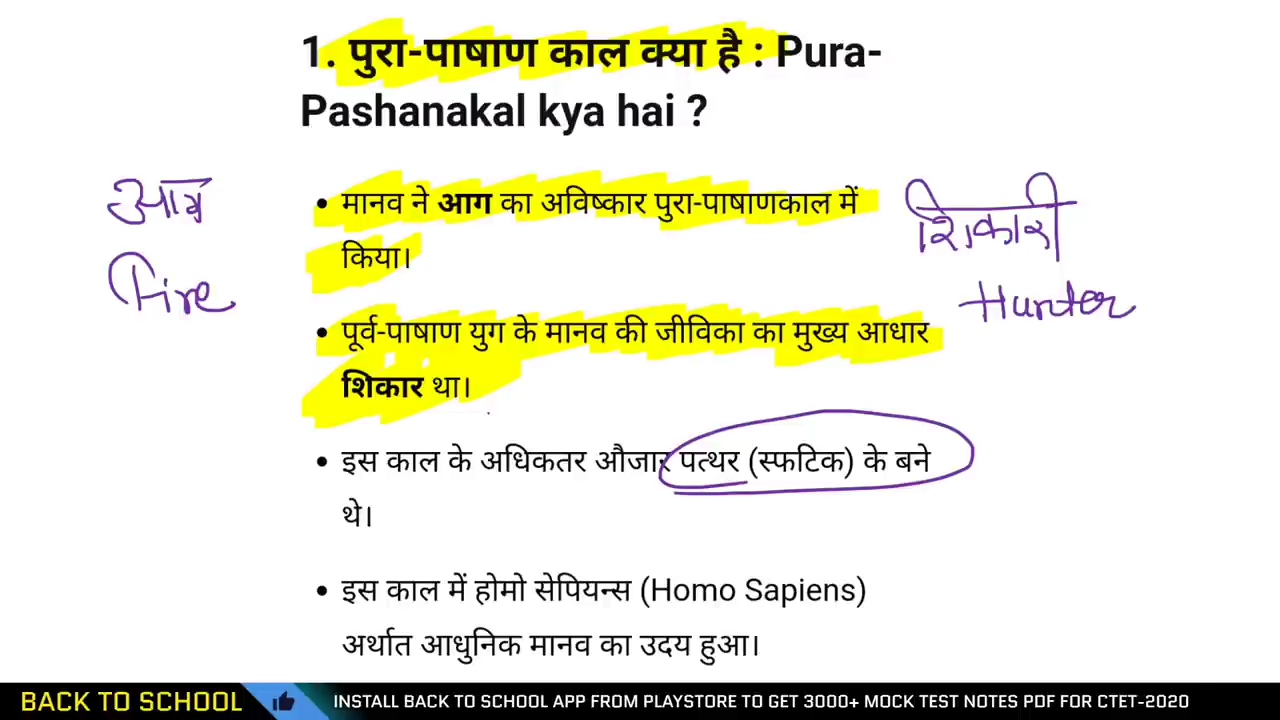 1. पुरा-पाषाण काल क्या है : Pura-
Pashanakal kya hai ?
आग
Fire
• मानव ने आग का अविष्कार पुरा-पाषाणकाल में
किया।
शिकारी
Hunter
• पूर्व-पाषाण युग के मानव की जीविका का मुख्य आधार
शिकार था।
• इस काल के अधिकतर औजार पत्थर (स्फटिक) के बने
थे।
• इस काल में होमो सेपियन्स (Homo Sapiens)
अर्थात आधुनिक मानव का उदय हुआ।
BACK TO SCHOOL
INSTALL BACK TO SCHOOL APP FROM PLAYSTORE TO GET 3000+ MOCK TEST NOTES PDF FOR CTET-2020